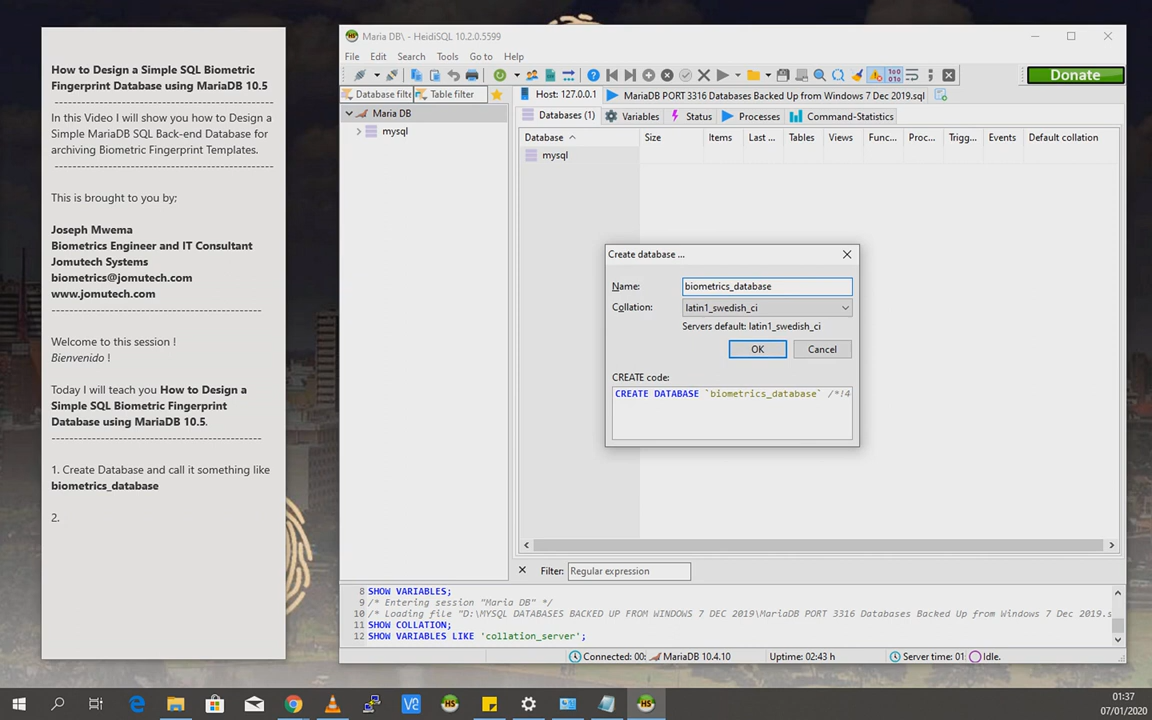 How to Design a Simple SQL Biometric
Fingerprint Database using MariaDB 10.5
In this Video I will show you how to Design a
Simple MariaDB SQL Back-end Database for
archiving Biometric Fingerprint Templates.
This is brought to you by;
Joseph Mwema
Biometrics Engineer and IT Consultant
Jomutech Systems
biometrics@jomutech.com
www.jomutech.com
Welcome to this session !
Bienvenido !
Today I will teach you How to Design a
Simple SQL Biometric Fingerprint
Database using MariaDB 10.5.
1. Create Database and call it something like
biometrics_database
2.
Maria DB\ - HeidiSQL 10.2.0.5599
File Edit Search Tools Go to Help
Donate
Database filte Table filter
Host: 127.0.0.1 MariaDB PORT 3316 Databases Backed Up from Windows 7 Dec 2019.sql
Maria DB
mysql
Databases (1) Variables Status Processes Command-Statistics
Database Size Items Last ... Tables Views Func... Proc... Trigg... Events Default collation
mysql
Create database ...
Name: biometrics_database
Collation: latin1_swedish_ci
Servers default: latin1_swedish_ci
OK Cancel
CREATE code:
CREATE DATABASE `biometrics_database` /*!4
Filter: Regular expression
8 SHOW VARIABLES;
9 /* Entering session "Maria DB" */
10 /* Loading file "D:\MYSQL DATABASES BACKED UP FROM WINDOWS 7 DEC 2019\MariaDB PORT 3316 Databases Backed Up from Windows 7 Dec 2019.s
11 SHOW COLLATION;
12 SHOW VARIABLES LIKE 'collation_server';
Connected: 00: MariaDB 10.4.10 Uptime: 02:43 h Server time: 01: Idle.
01:37
07/01/2020